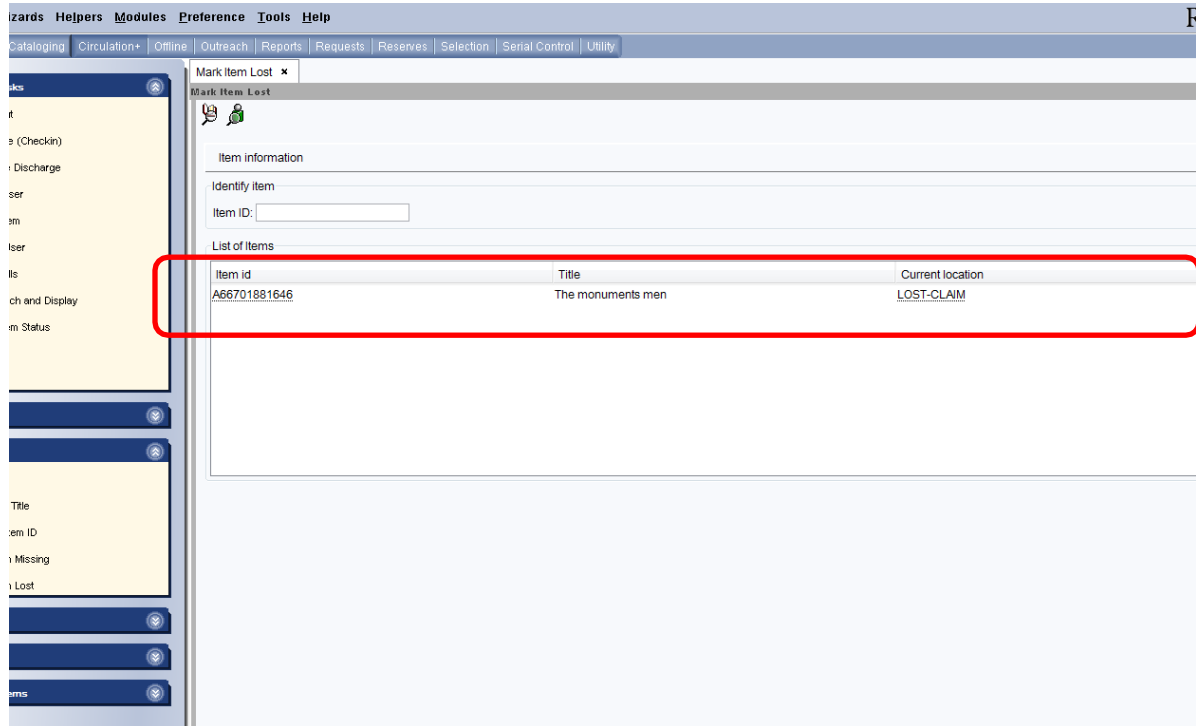 izards Helpers Modules Preference Tools Help R
Cataloging Circulation+ Offline Outreach Reports Requests Reserves Selection Serial Control Utility
Mark Item Lost ×
Mark Item Lost
sks
ut
e (Checkin)
Discharge
ser
em
User
lls
ch and Display
em Status
Title
tem ID
n Missing
n Lost
ems
Item information
Identify item
Item ID:
List of Items
Item id Title Current location
A66701881646 The monuments men LOST-CLAIM